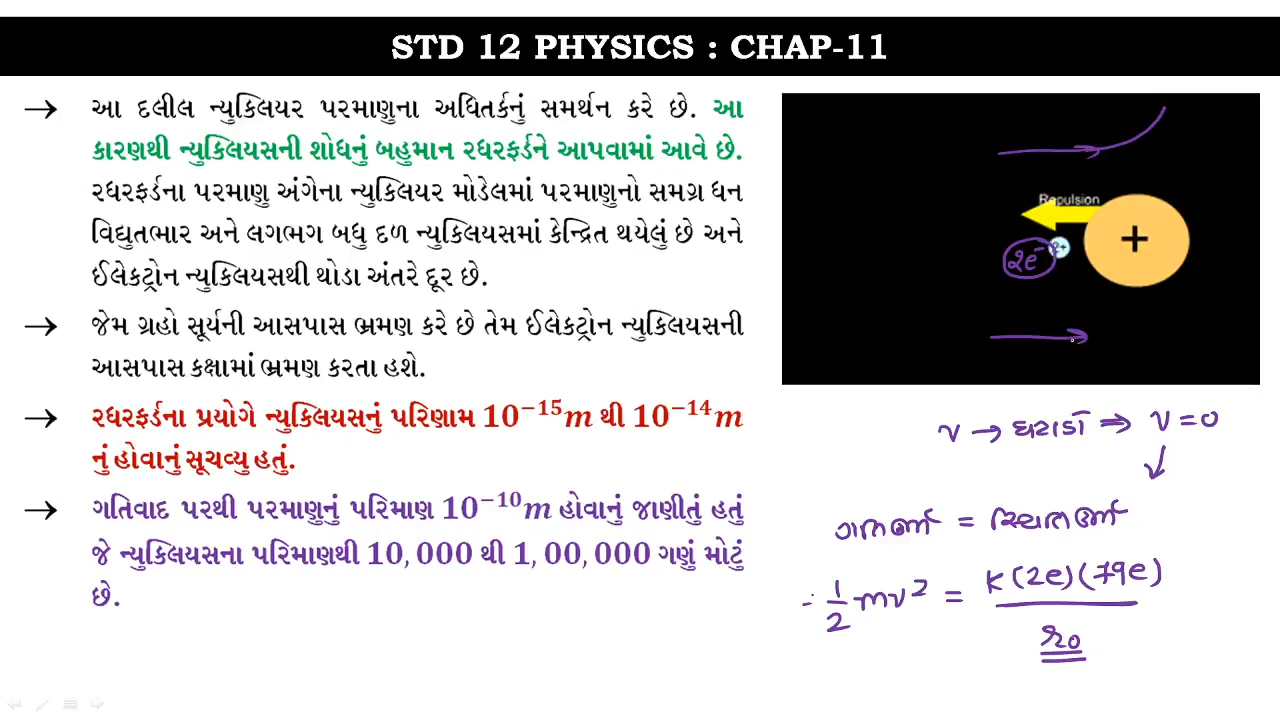 STD 12 PHYSICS : CHAP-11
→ આ દલીલ ન્યુક્લિયર પરમાણુના અધિતર્કનું સમર્થન કરે છે. આ
કારણથી ન્યુક્લિયસની શોધનું બહુમાન રધરફર્ડને આપવામાં આવે છે.
રધરફર્ડના પરમાણુ અંગેના ન્યુક્લિયર મોડેલમાં પરમાણુનો સમગ્ર ધન
વિદ્યુતભાર અને લગભગ બધુ દળ ન્યુક્લિયસમાં કેન્દ્રિત થયેલું છે અને
ઈલેકટ્રોન ન્યુક્લિયસથી થોડા અંતરે દૂર છે.
→ જેમ ગ્રહો સૂર્યની આસપાસ ભ્રમણ કરે છે તેમ ઈલેકટ્રોન ન્યુક્લિયસની
આસપાસ કક્ષામાં ભ્રમણ કરતા હશે.
→ રધરફર્ડના પ્રયોગે ન્યુક્લિયસનું પરિણામ 10⁻¹⁵m થી 10⁻¹⁴m
નું હોવાનું સૂચવ્યુ હતું.
→ ગતિવાદ પરથી પરમાણુનું પરિમાણ 10⁻¹⁰m હોવાનું જાણીતું હતું
જે ન્યુક્લિયસના પરિમાણથી 10,000 થી 1,00,000 ગણું મોટું
છે.
Repulsion
+
2e⁻ 2+
v → ઘટાડો ⇒ v = 0
ગતિઊર્જા = સ્થિતિઊર્જા
1/2 mv² = K(2e)(79e)
r₀